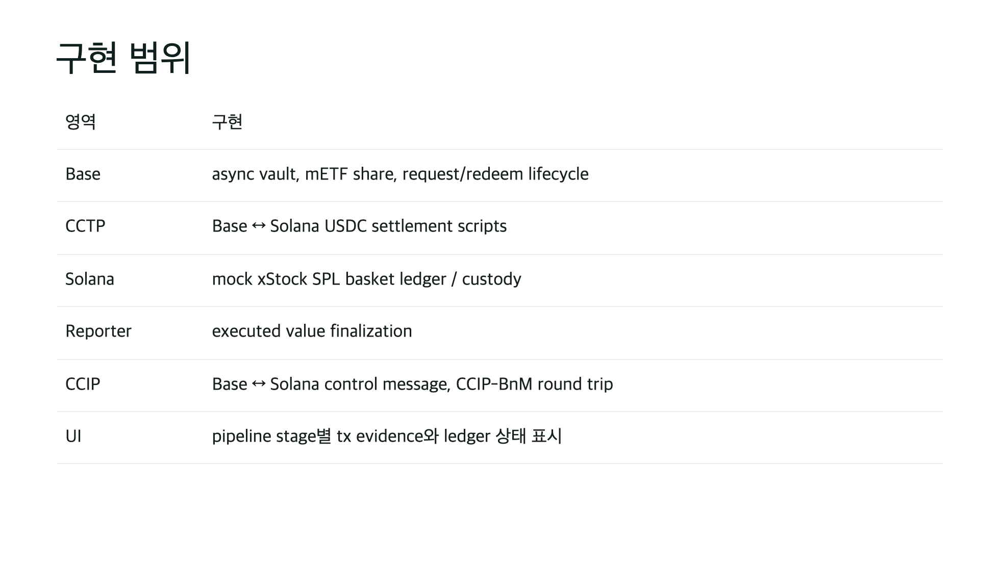 구현 범위
영역 구현
Base async vault, mETF share, request/redeem lifecycle
CCTP Base ↔ Solana USDC settlement scripts
Solana mock xStock SPL basket ledger / custody
Reporter executed value finalization
CCIP Base ↔ Solana control message, CCIP-BnM round trip
UI pipeline stage별 tx evidence와 ledger 상태 표시